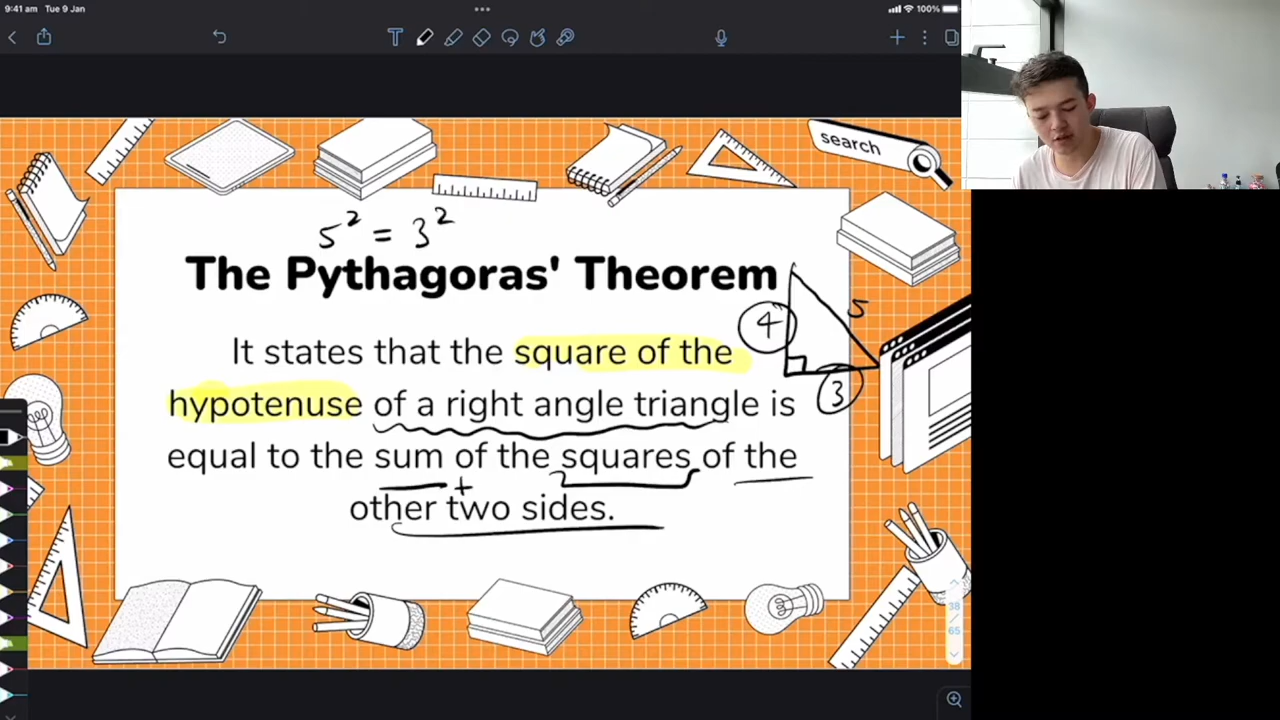 9:41 am Tue 9 Jan
100%
T
search
5² = 3²
The Pythagoras' Theorem
4
5
It states that the square of the
hypotenuse of a right angle triangle is
3
equal to the sum of the squares of the
+
other two sides.
38
/
65